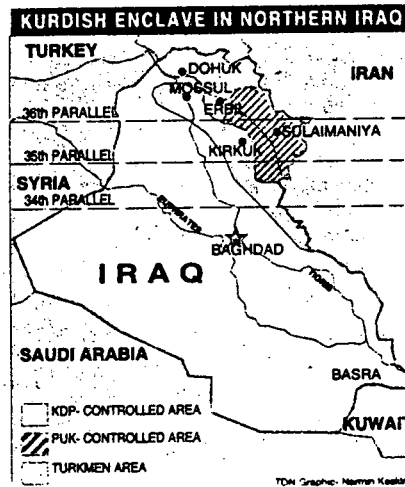 KURDISH ENCLAVE IN NORTHERN IRAQ
TURKEY
IRAN
DOHUK
MOSSUL
ERBIL
36th PARALLEL
SULAIMANIYA
KIRKUK
35th PARALLEL
SYRIA
34th PARALLEL
EUPHRATES
BAGHDAD
IRAQ
TIGRIS
SAUDI ARABIA
BASRA
KDP- CONTROLLED AREA
KUWAIT
PUK- CONTROLLED AREA
TURKMEN AREA
TDN Graphic- Nermin